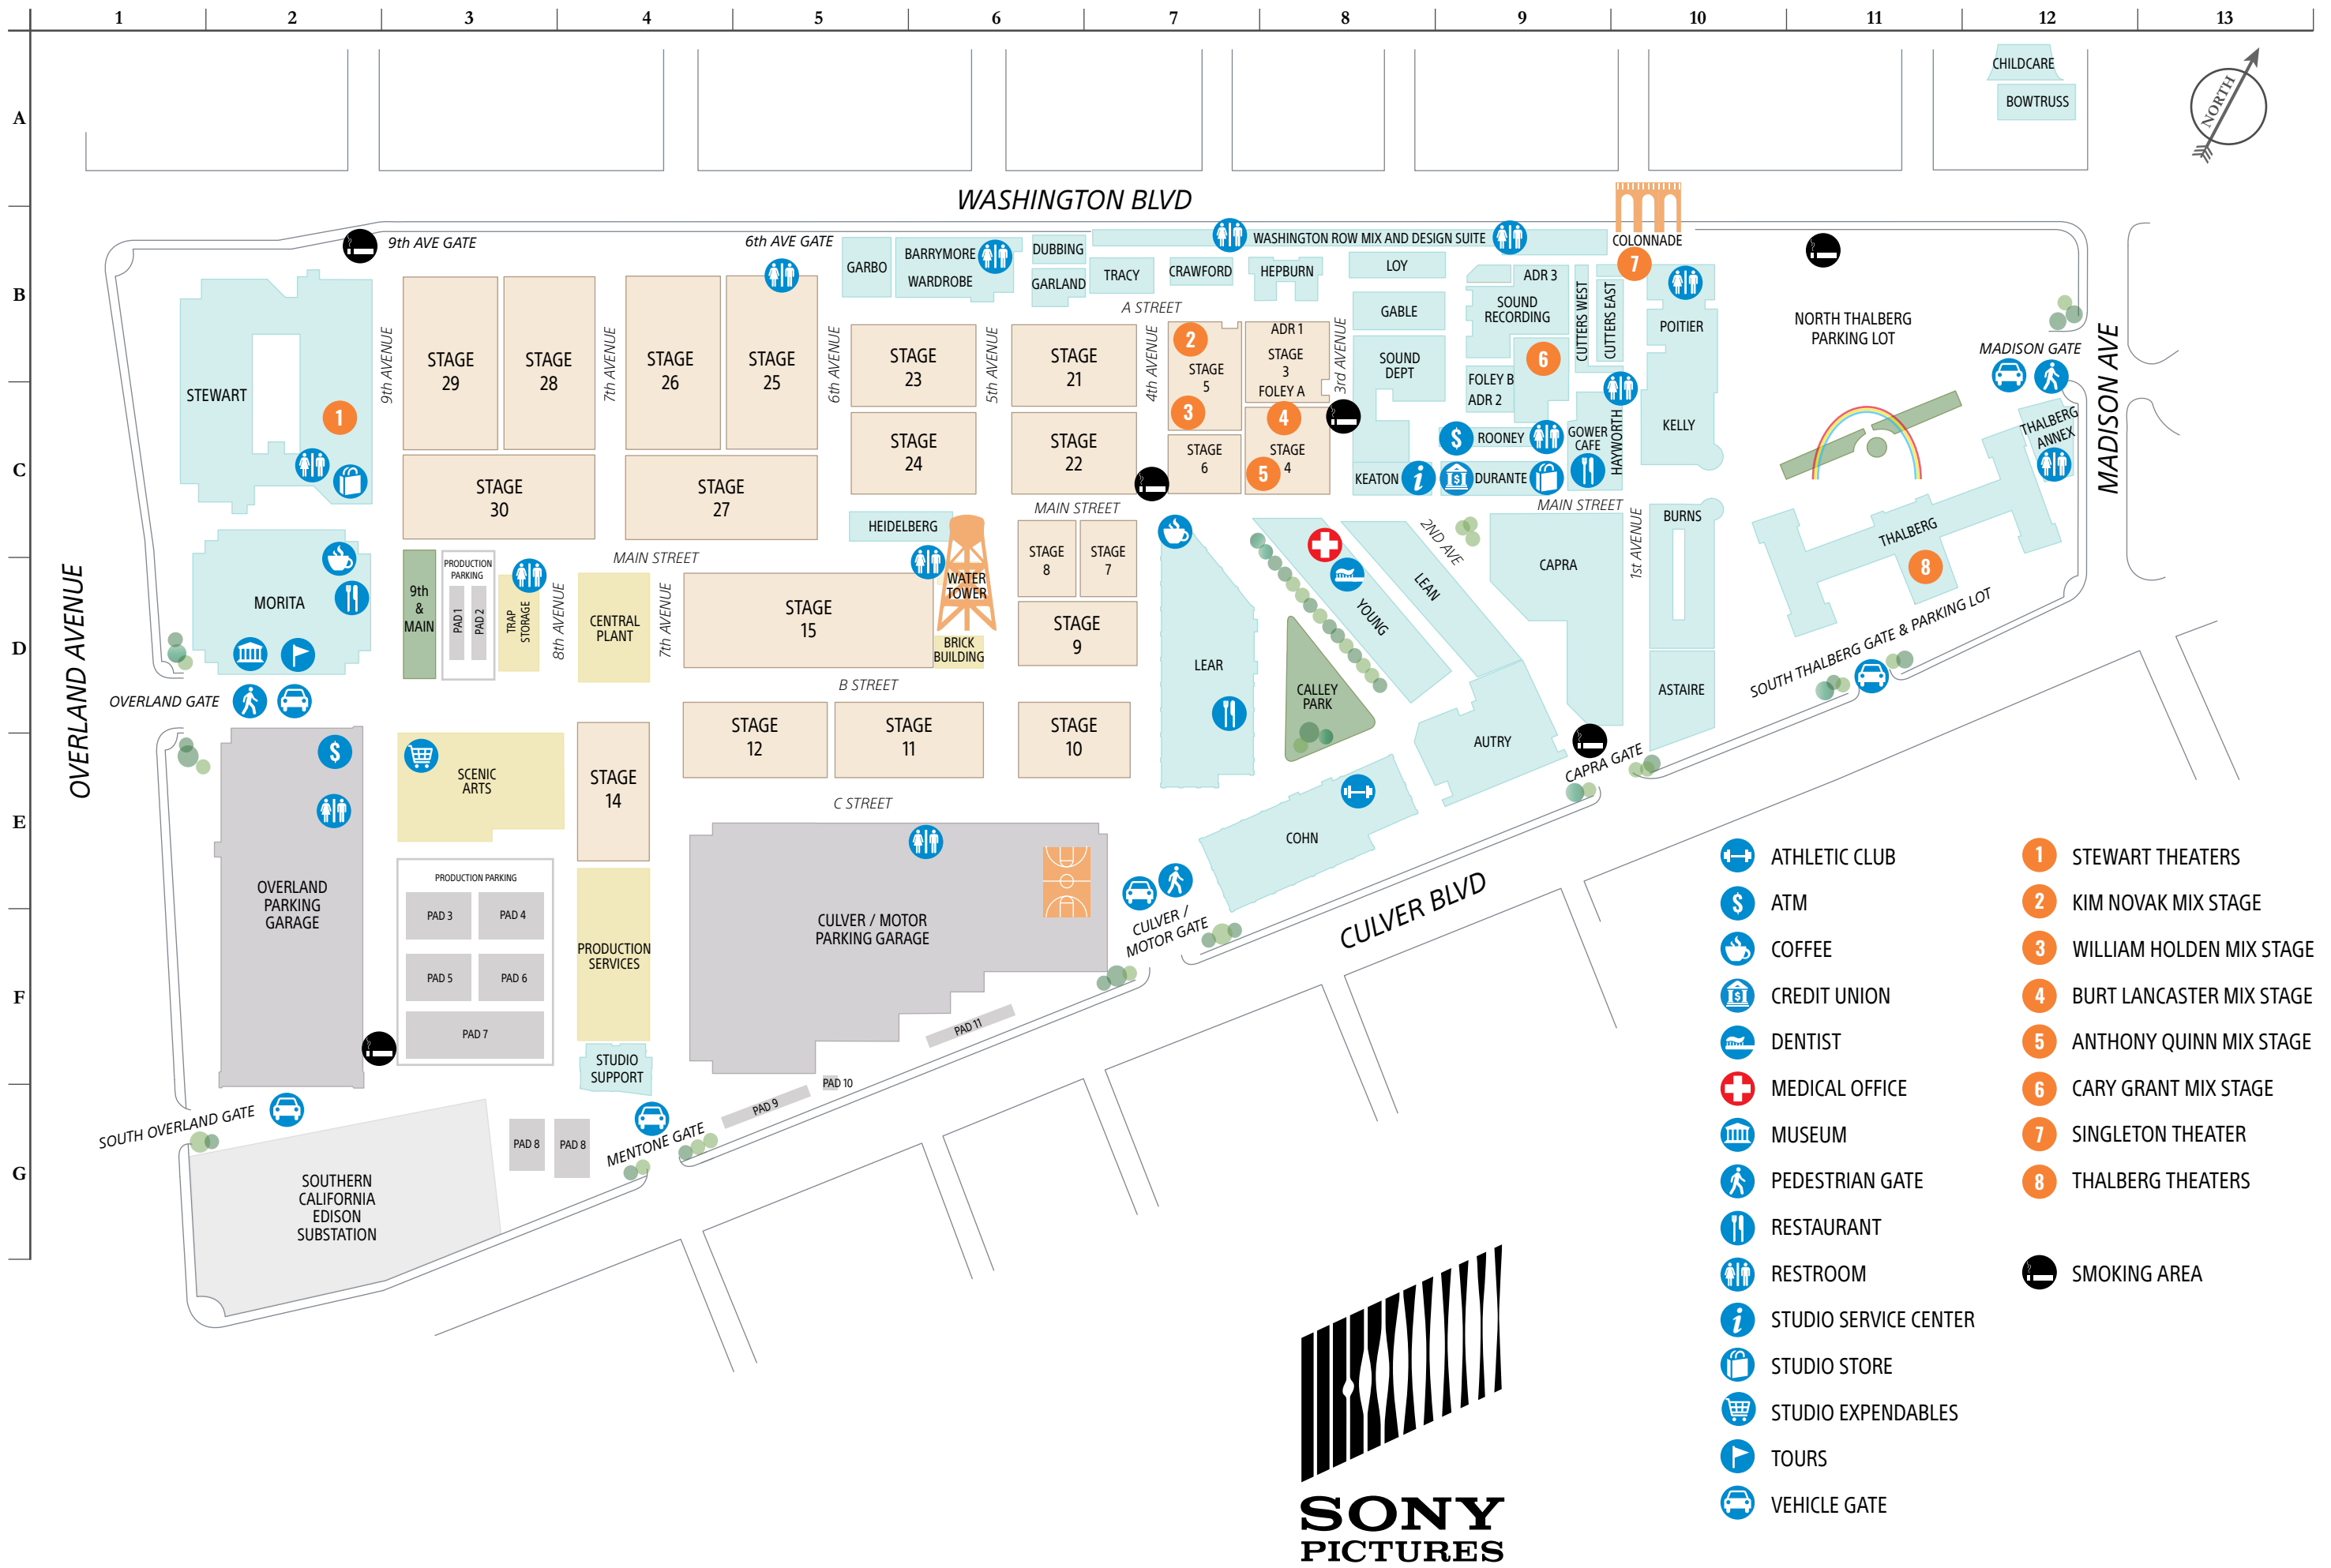 1 2 3 4 5 6 7 8 9 10 11 12 13
A
B
C
D
E
F
G
NORTH
CHILDCARE
BOWTRUSS
WASHINGTON BLVD
9th AVE GATE
6th AVE GATE
GARBO
BARRYMORE
WARDROBE
DUBBING
GARLAND
WASHINGTON ROW MIX AND DESIGN SUITE
COLONNADE
7
TRACY
CRAWFORD
HEPBURN
LOY
GABLE
A STREET
ADR 3
SOUND
RECORDING
CUTTERS WEST
CUTTERS EAST
POITIER
NORTH THALBERG
PARKING LOT
MADISON GATE
MADISON AVE
STEWART
1
9th AVENUE
STAGE
29
STAGE
28
7th AVENUE
STAGE
26
STAGE
25
6th AVENUE
STAGE
23
5th AVENUE
STAGE
21
4th AVENUE
2
STAGE
5
3
ADR 1
STAGE
3
FOLEY A
3rd AVENUE
SOUND
DEPT
6
FOLEY B
ADR 2
STAGE
30
STAGE
27
STAGE
24
STAGE
22
STAGE
6
4
STAGE
4
5
$ ROONEY
GOWER
CAFE
HAYWORTH
KELLY
THALBERG
ANNEX
KEATON
i
$
DURANTE
MAIN STREET
MAIN STREET
HEIDELBERG
MAIN STREET
2ND AVE
1st AVENUE
BURNS
THALBERG
8
MORITA
9th
&
MAIN
PRODUCTION
PARKING
PAD 1
PAD 2
TRAP
STORAGE
8th AVENUE
CENTRAL
PLANT
7th AVENUE
STAGE
15
WATER
TOWER
BRICK
BUILDING
STAGE
8
STAGE
7
STAGE
9
LEAR
CALLEY
PARK
YOUNG
LEAN
CAPRA
ASTAIRE
SOUTH THALBERG GATE & PARKING LOT
OVERLAND AVENUE
OVERLAND GATE
B STREET
STAGE
12
STAGE
11
STAGE
10
AUTRY
CAPRA GATE
$
SCENIC
ARTS
STAGE
14
C STREET
COHN
OVERLAND
PARKING
GARAGE
PRODUCTION PARKING
PAD 3
PAD 4
PAD 5
PAD 6
PAD 7
PRODUCTION
SERVICES
CULVER / MOTOR
PARKING GARAGE
CULVER /
MOTOR GATE
CULVER BLVD
STUDIO
SUPPORT
PAD 11
PAD 10
PAD 9
PAD 8
PAD 8
MENTONE GATE
SOUTH OVERLAND GATE
SOUTHERN
CALIFORNIA
EDISON
SUBSTATION
ATHLETIC CLUB
$ ATM
COFFEE
$ CREDIT UNION
DENTIST
MEDICAL OFFICE
MUSEUM
PEDESTRIAN GATE
RESTAURANT
RESTROOM
i STUDIO SERVICE CENTER
STUDIO STORE
STUDIO EXPENDABLES
TOURS
VEHICLE GATE
1 STEWART THEATERS
2 KIM NOVAK MIX STAGE
3 WILLIAM HOLDEN MIX STAGE
4 BURT LANCASTER MIX STAGE
5 ANTHONY QUINN MIX STAGE
6 CARY GRANT MIX STAGE
7 SINGLETON THEATER
8 THALBERG THEATERS
SMOKING AREA
SONY
PICTURES